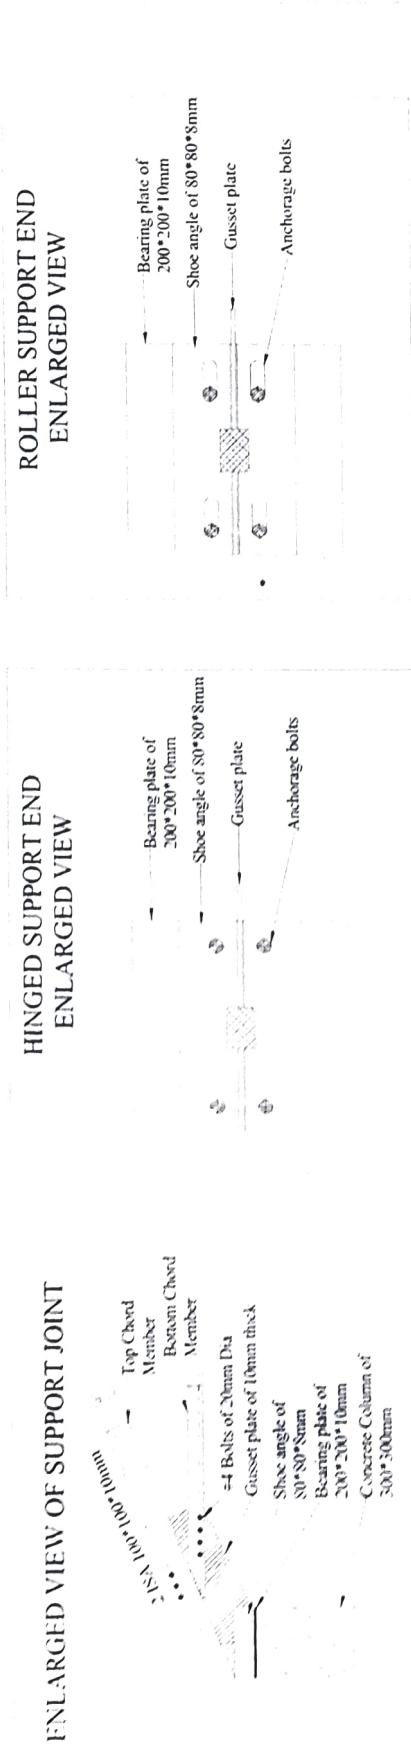 ENLARGED VIEW OF SUPPORT JOINT
ISA 100*100*10mm
Top Chord
Member
Bottom Chord
Member
4 Bolts of 20mm Dia
Gusset plate of 10mm thick
Shoe angle of
80*80*8mm
Bearing plate of
200*200*10mm
Concrete Column of
300*300mm
HINGED SUPPORT END
ENLARGED VIEW
Bearing plate of
200*200*10mm
Shoe angle of 80*80*8mm
Gusset plate
Anchorage bolts
ROLLER SUPPORT END
ENLARGED VIEW
Bearing plate of
200*200*10mm
Shoe angle of 80*80*8mm
Gusset plate
Anchorage bolts